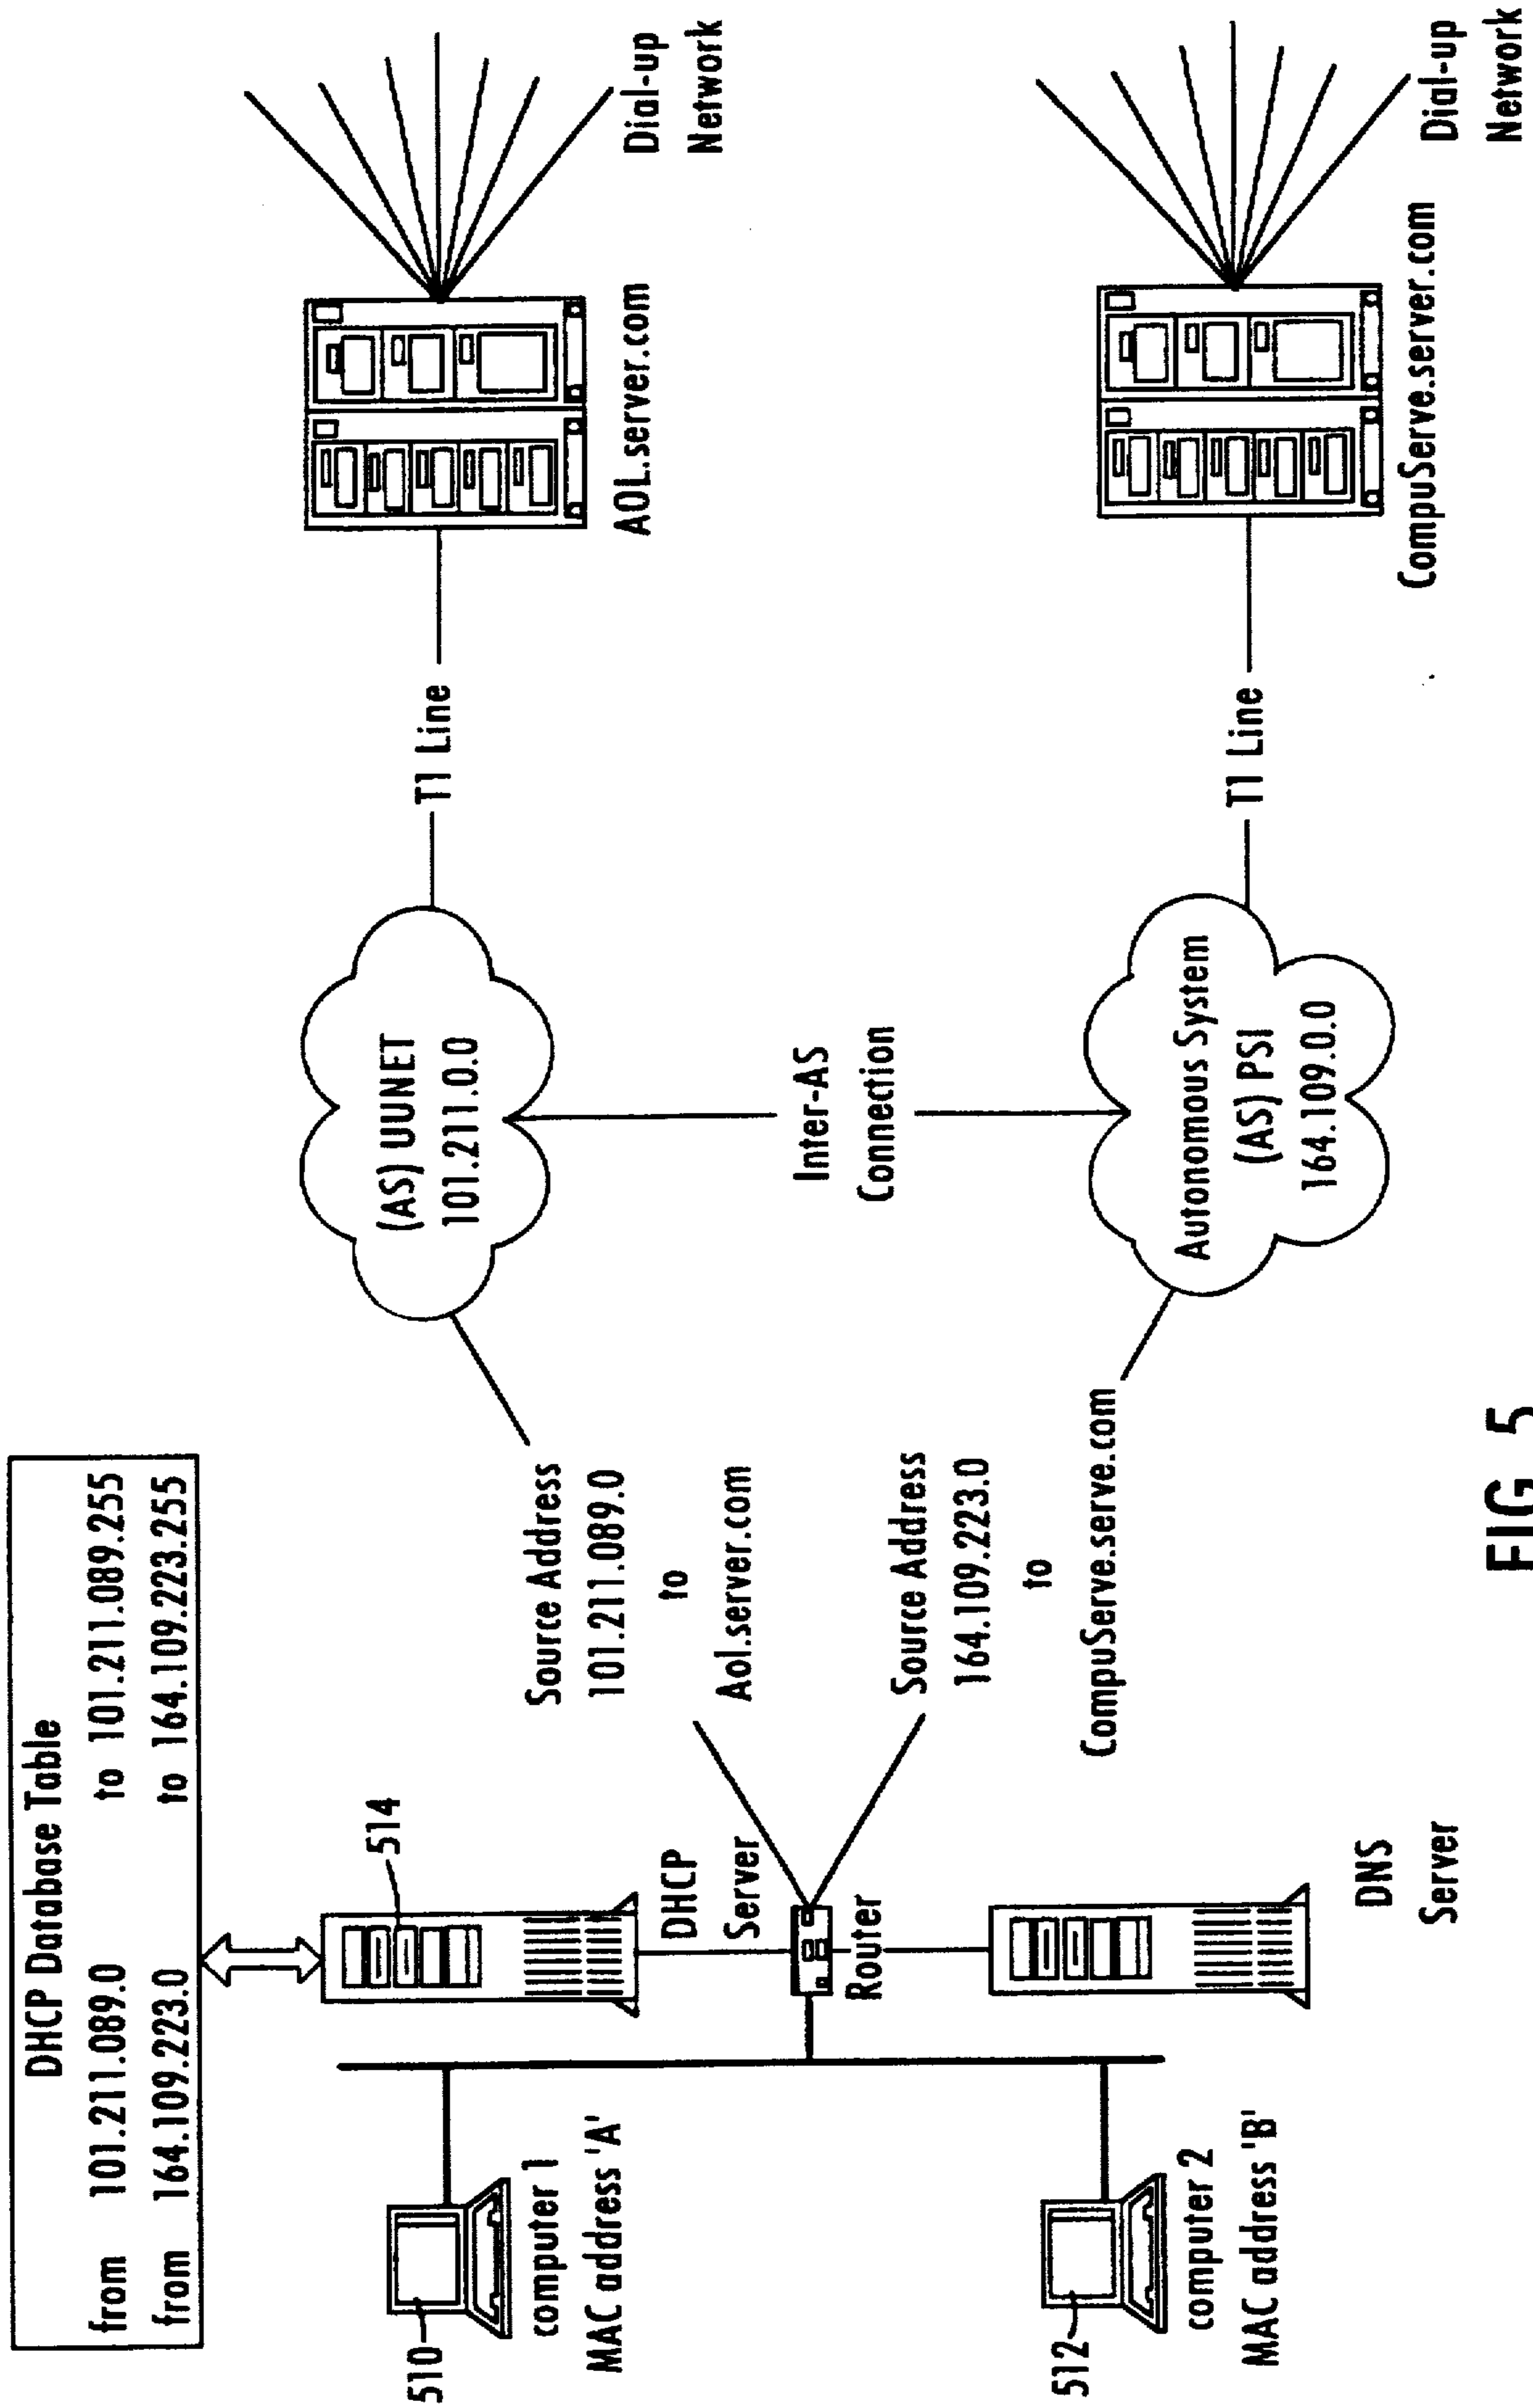 DHCP Database Table
from 101.211.089.0 to 101.211.089.255
from 164.109.223.0 to 164.109.223.255
514
510
computer 1
MAC address 'A'
DHCP
Server
Router
Source Address
101.211.089.0
to
Aol.server.com
Source Address
164.109.223.0
to
CompuServe.serve.com
(AS) UUNET
101.211.0.0
Inter-AS
Connection
Autonomous System
(AS) PSI
164.109.0.0
T1 Line
AOL.server.com
Dial-up
Network
T1 Line
CompuServe.server.com
Dial-up
Network
512
computer 2
MAC address 'B'
DNS
Server
FIG. 5